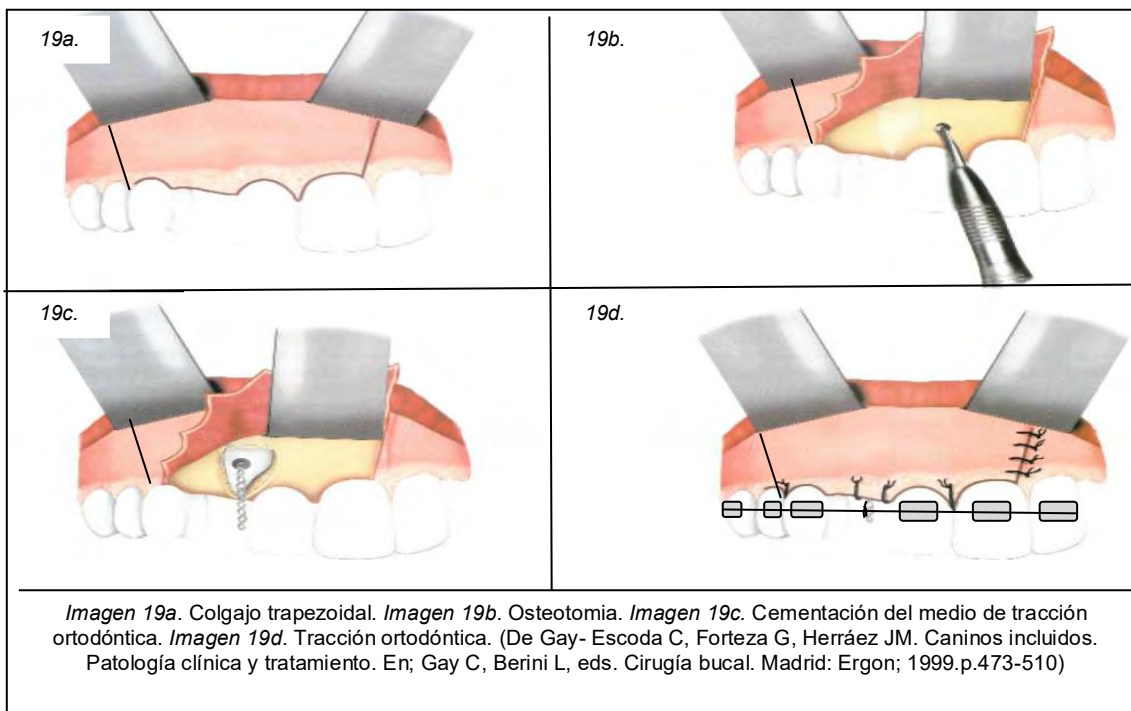 19a.
19b.
19c.
19d.
Imagen 19a. Colgajo trapezoidal. Imagen 19b. Osteotomia. Imagen 19c. Cementación del medio de tracción
ortodóntica. Imagen 19d. Tracción ortodóntica. (De Gay- Escoda C, Forteza G, Herráez JM. Caninos incluidos.
Patología clínica y tratamiento. En; Gay C, Berini L, eds. Cirugía bucal. Madrid: Ergon; 1999.p.473-510)